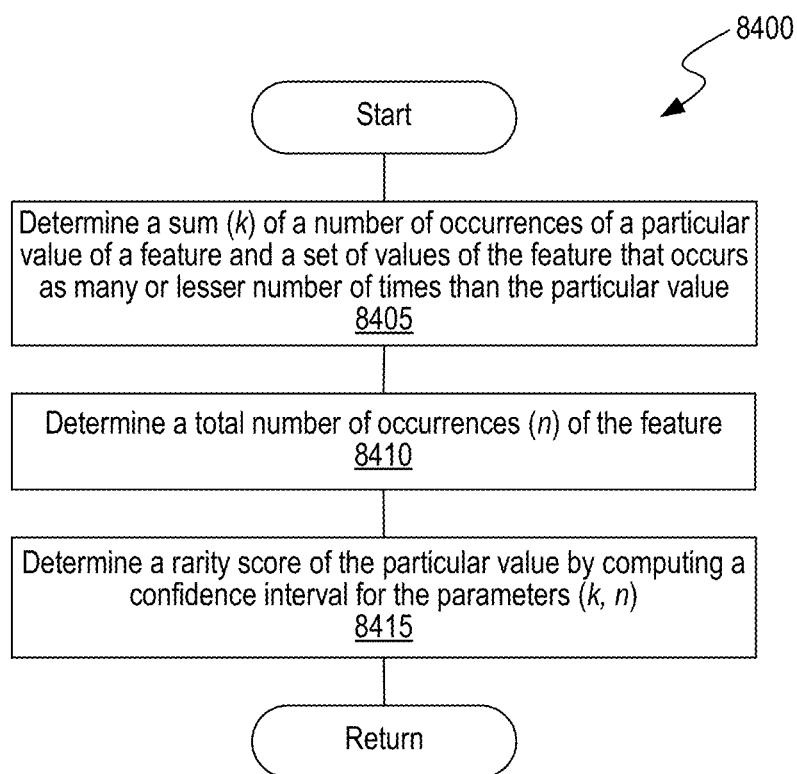 8400
Start
Determine a sum (k) of a number of occurrences of a particular
value of a feature and a set of values of the feature that occurs
as many or lesser number of times than the particular value
8405
Determine a total number of occurrences (n) of the feature
8410
Determine a rarity score of the particular value by computing a
confidence interval for the parameters (k, n)
8415
Return